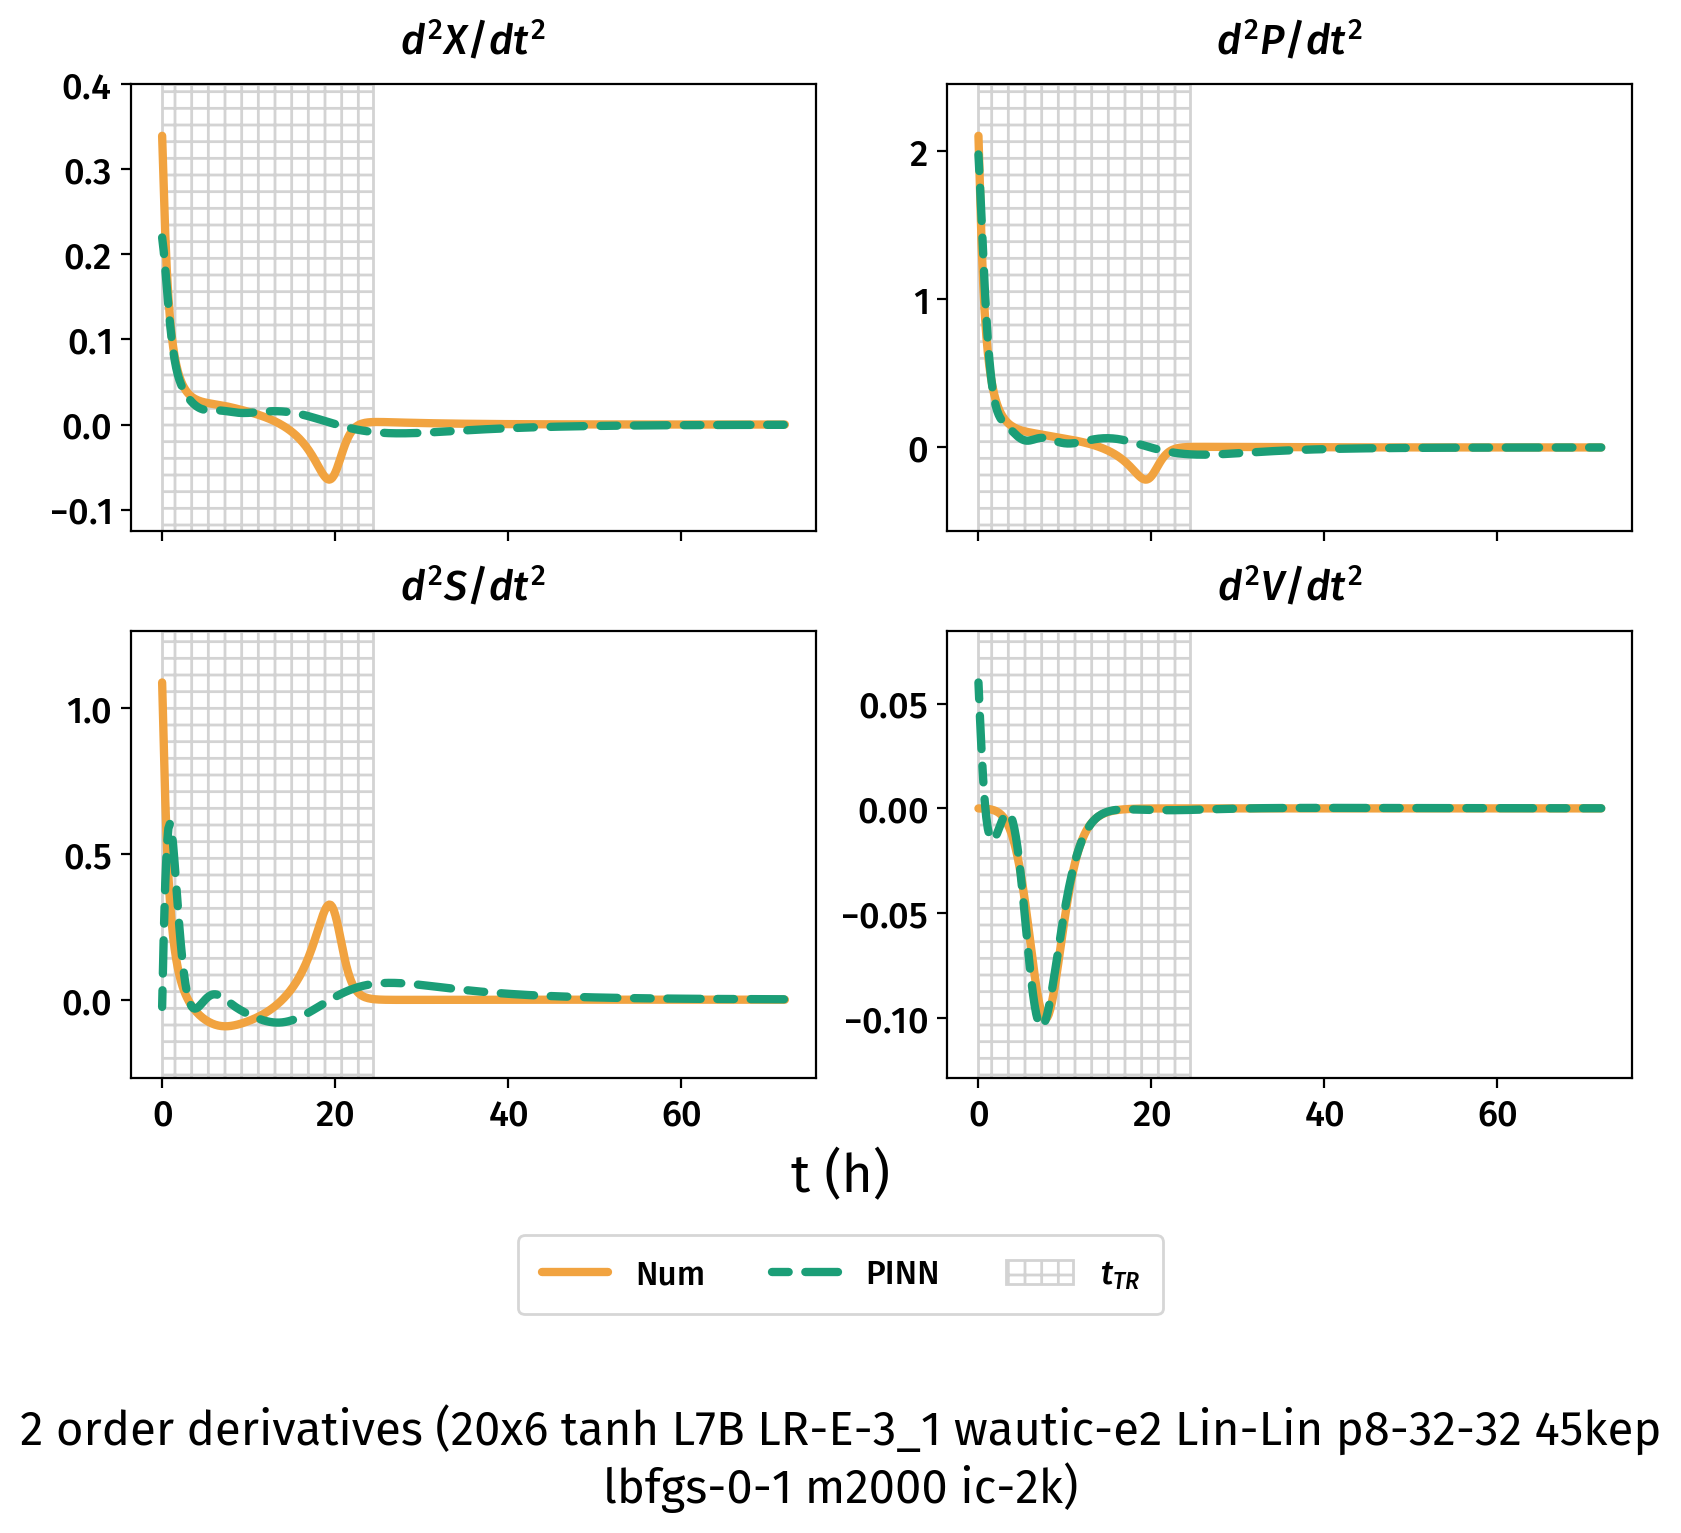 d²X/dt²
d²P/dt²
0.4
0.3
0.2
0.1
0.0
−0.1
2
1
0
d²S/dt²
d²V/dt²
1.0
0.5
0.0
0.05
0.00
−0.05
−0.10
0 20 40 60
0 20 40 60
t (h)
Num PINN t_TR
2 order derivatives (20x6 tanh L7B LR-E-3_1 wautic-e2 Lin-Lin p8-32-32 45kep
lbfgs-0-1 m2000 ic-2k)